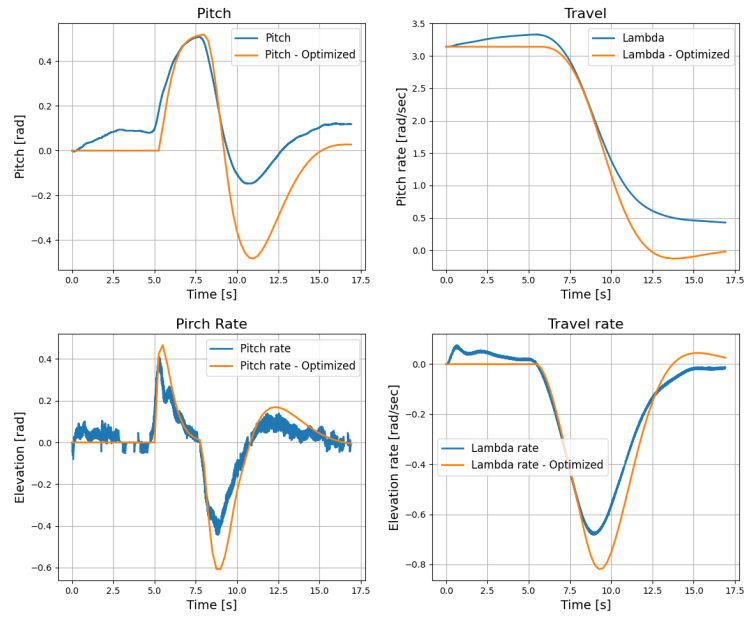 Pitch
Pitch [rad]
0.4
0.2
0.0
−0.2
−0.4
Pitch
Pitch - Optimized
0.0 2.5 5.0 7.5 10.0 12.5 15.0 17.5
Time [s]
Travel
Pitch rate [rad/sec]
3.5
3.0
2.5
2.0
1.5
1.0
0.5
0.0
Lambda
Lambda - Optimized
0.0 2.5 5.0 7.5 10.0 12.5 15.0 17.5
Time [s]
Pirch Rate
Elevation [rad]
0.4
0.2
0.0
−0.2
−0.4
−0.6
Pitch rate
Pitch rate - Optimized
0.0 2.5 5.0 7.5 10.0 12.5 15.0 17.5
Time [s]
Travel rate
Elevation rate [rad/sec]
0.0
−0.2
−0.4
−0.6
−0.8
Lambda rate
Lambda rate - Optimized
0.0 2.5 5.0 7.5 10.0 12.5 15.0 17.5
Time [s]